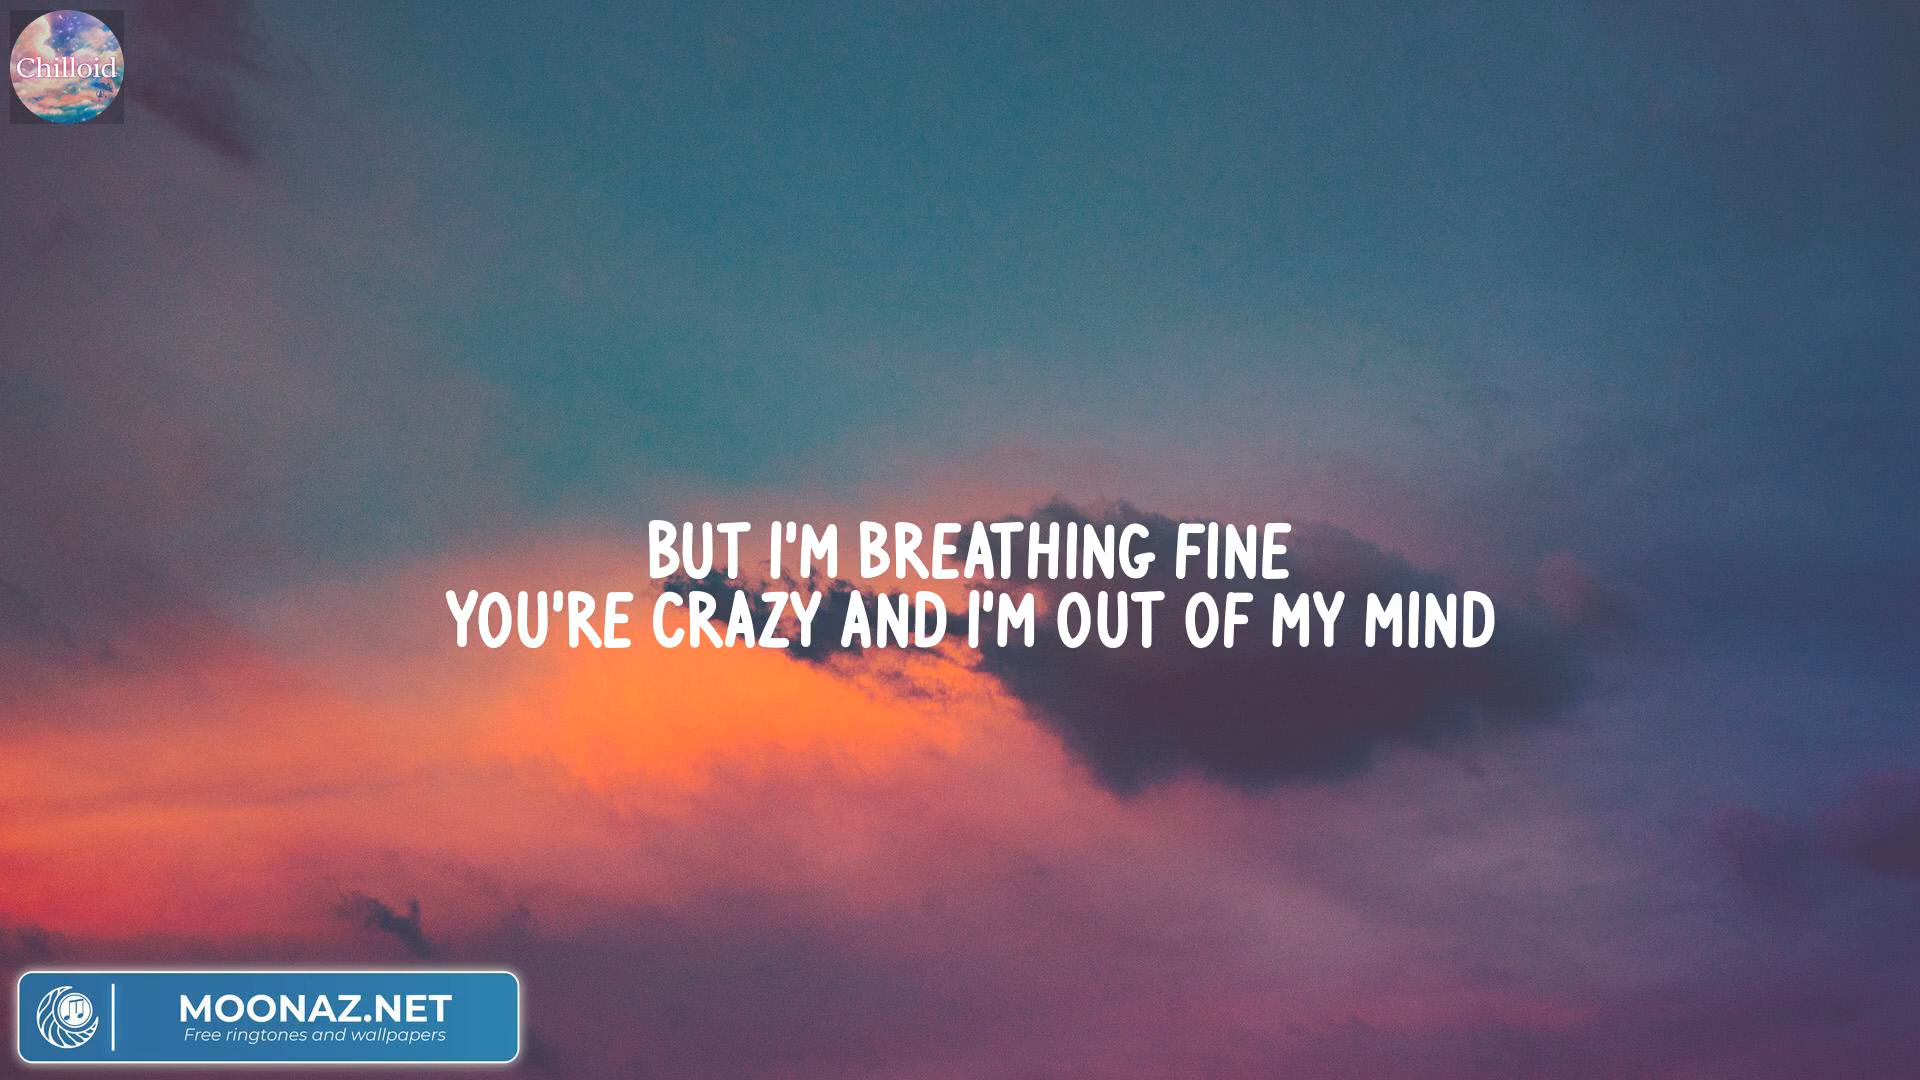 Chilloid
BUT I'M BREATHING FINE
YOU'RE CRAZY AND I'M OUT OF MY MIND
MOONAZ.NET
Free ringtones and wallpapers